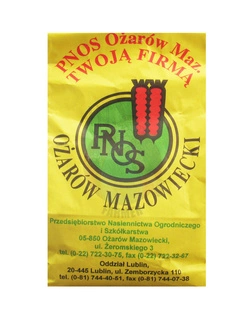 PNOS Ożarów Maz.
TWOJĄ FIRMĄ
PNOS
OŻARÓW MAZOWIECKI
Przedsiębiorstwo Nasiennictwa Ogrodniczego
i Szkółkarstwa
05-850 Ożarów Mazowiecki,
ul. Żeromskiego 3
tel. (0-22) 722-30-75, fax (0-22) 722-32-67
Oddział Lublin,
20-445 Lublin, ul. Zemborzycka 110
tel. (0-81) 744-40-51, fax (0-81) 744-07-35